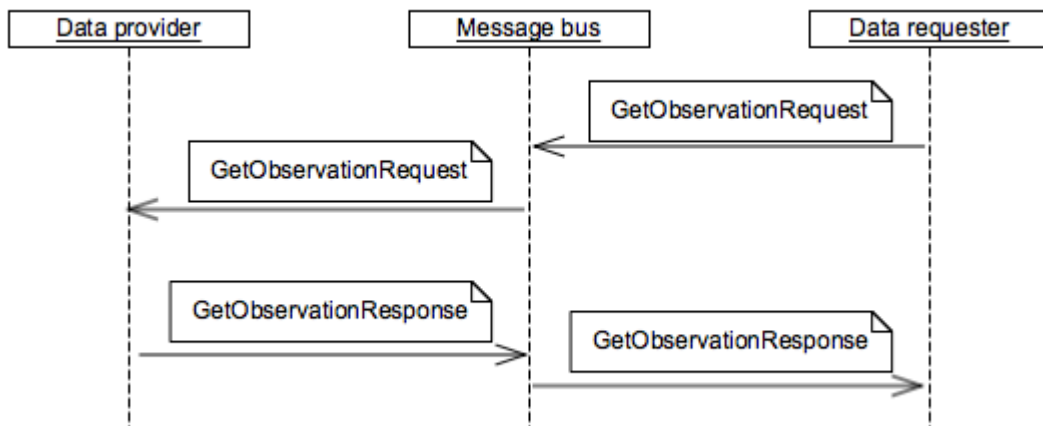 Data provider
Message bus
Data requester
GetObservationRequest
GetObservationRequest
GetObservationResponse
GetObservationResponse